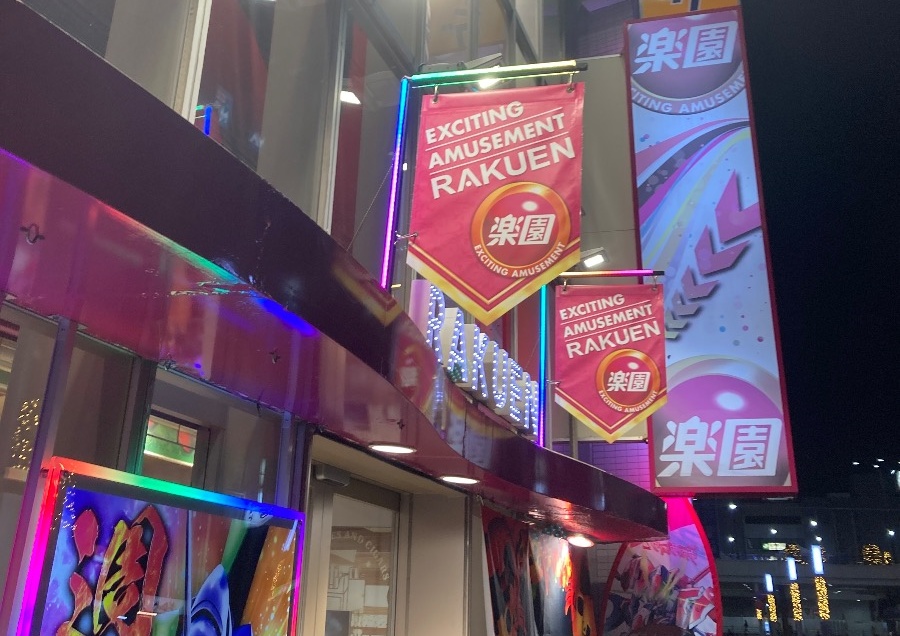 楽園
EXCITING AMUSEME
EXCITING
AMUSEMENT
RAKUEN
楽園
EXCITING AMUSEMENT
RAKUEN
EXCITING
AMUSEMENT
RAKUEN
楽園
EXCITING AMUSEMENT
楽園